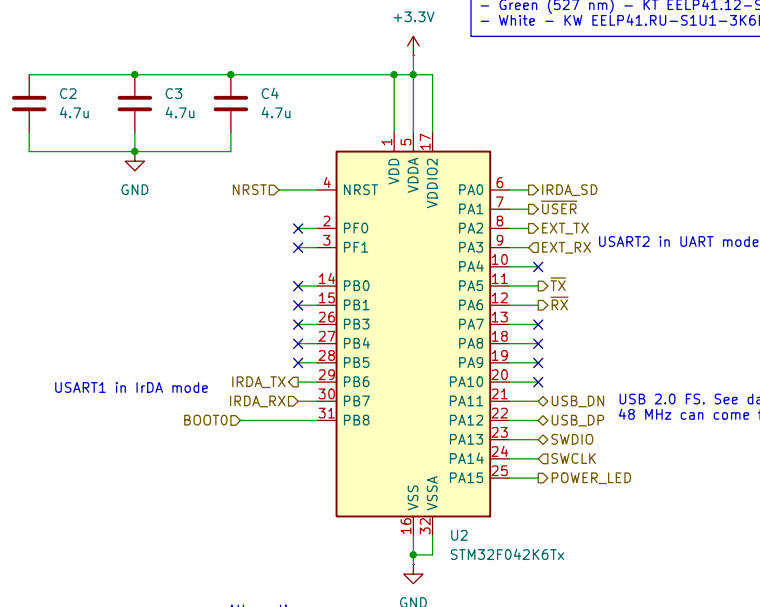 – Green (527 nm) – KT EELP41.12-S
– White – KW EELP41.RU-S1U1-3K6
+3.3V
C2
4.7u
C3
4.7u
C4
4.7u
GND
1
5
17
VDD
VDDA
VDDIO2
NRST 4 NRST
2 PF0
3 PF1
14 PB0
15 PB1
26 PB3
27 PB4
28 PB5
USART1 in IrDA mode
IRDA_TX 29 PB6
IRDA_RX 30 PB7
BOOT0 31 PB8
PA0 6 IRDA_SD
PA1 7 USER
PA2 8 EXT_TX
PA3 9 EXT_RX
USART2 in UART mode
PA4 10
PA5 11 TX
PA6 12 RX
PA7 13
PA8 18
PA9 19
PA10 20
PA11 21 USB_DN
PA12 22 USB_DP
USB 2.0 FS. See da
48 MHz can come
PA13 23 SWDIO
PA14 24 SWCLK
PA15 25 POWER_LED
VSS
VSSA
16
32
U2
STM32F042K6Tx
GND